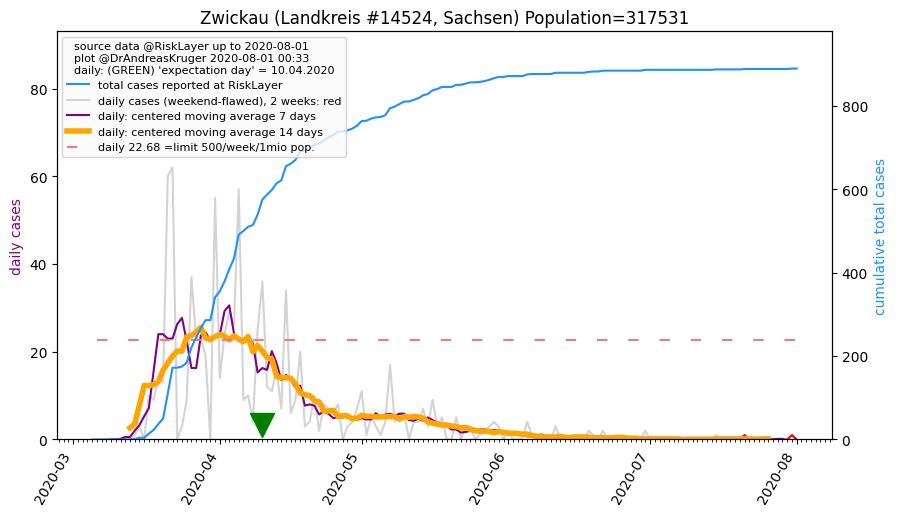 Zwickau (Landkreis #14524, Sachsen) Population=317531
source data @RiskLayer up to 2020-08-01
plot @DrAndreasKruger 2020-08-01 00:33
daily: (GREEN) 'expectation day' = 10.04.2020
total cases reported at RiskLayer
daily cases (weekend-flawed), 2 weeks: red
daily: centered moving average 7 days
daily: centered moving average 14 days
daily 22.68 =limit 500/week/1mio pop.
daily cases
80
60
40
20
0
cumulative total cases
800
600
400
200
0
2020-03
2020-04
2020-05
2020-06
2020-07
2020-08